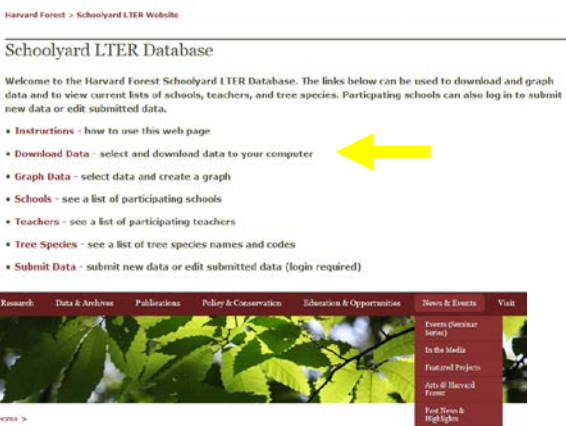 Harvard Forest > Schoolyard LTER Website
Schoolyard LTER Database
Welcome to the Harvard Forest Schoolyard LTER Database. The links below can be used to download and graph
data and to view current lists of schools, teachers, and tree species. Particpating schools can also log in to submit
new data or edit submitted data.
• Instructions - how to use this web page
• Download Data - select and download data to your computer
• Graph Data - select data and create a graph
• Schools - see a list of participating schools
• Teachers - see a list of participating teachers
• Tree Species - see a list of tree species names and codes
• Submit Data - submit new data or edit submitted data (login required)
Research Data & Archives Publications Policy & Conservation Education & Opportunities News & Events Visit
Events (Seminar
Series)
In the Media
Featured Projects
Arts @ Harvard
Forest
Past News &
Highlights
Home >